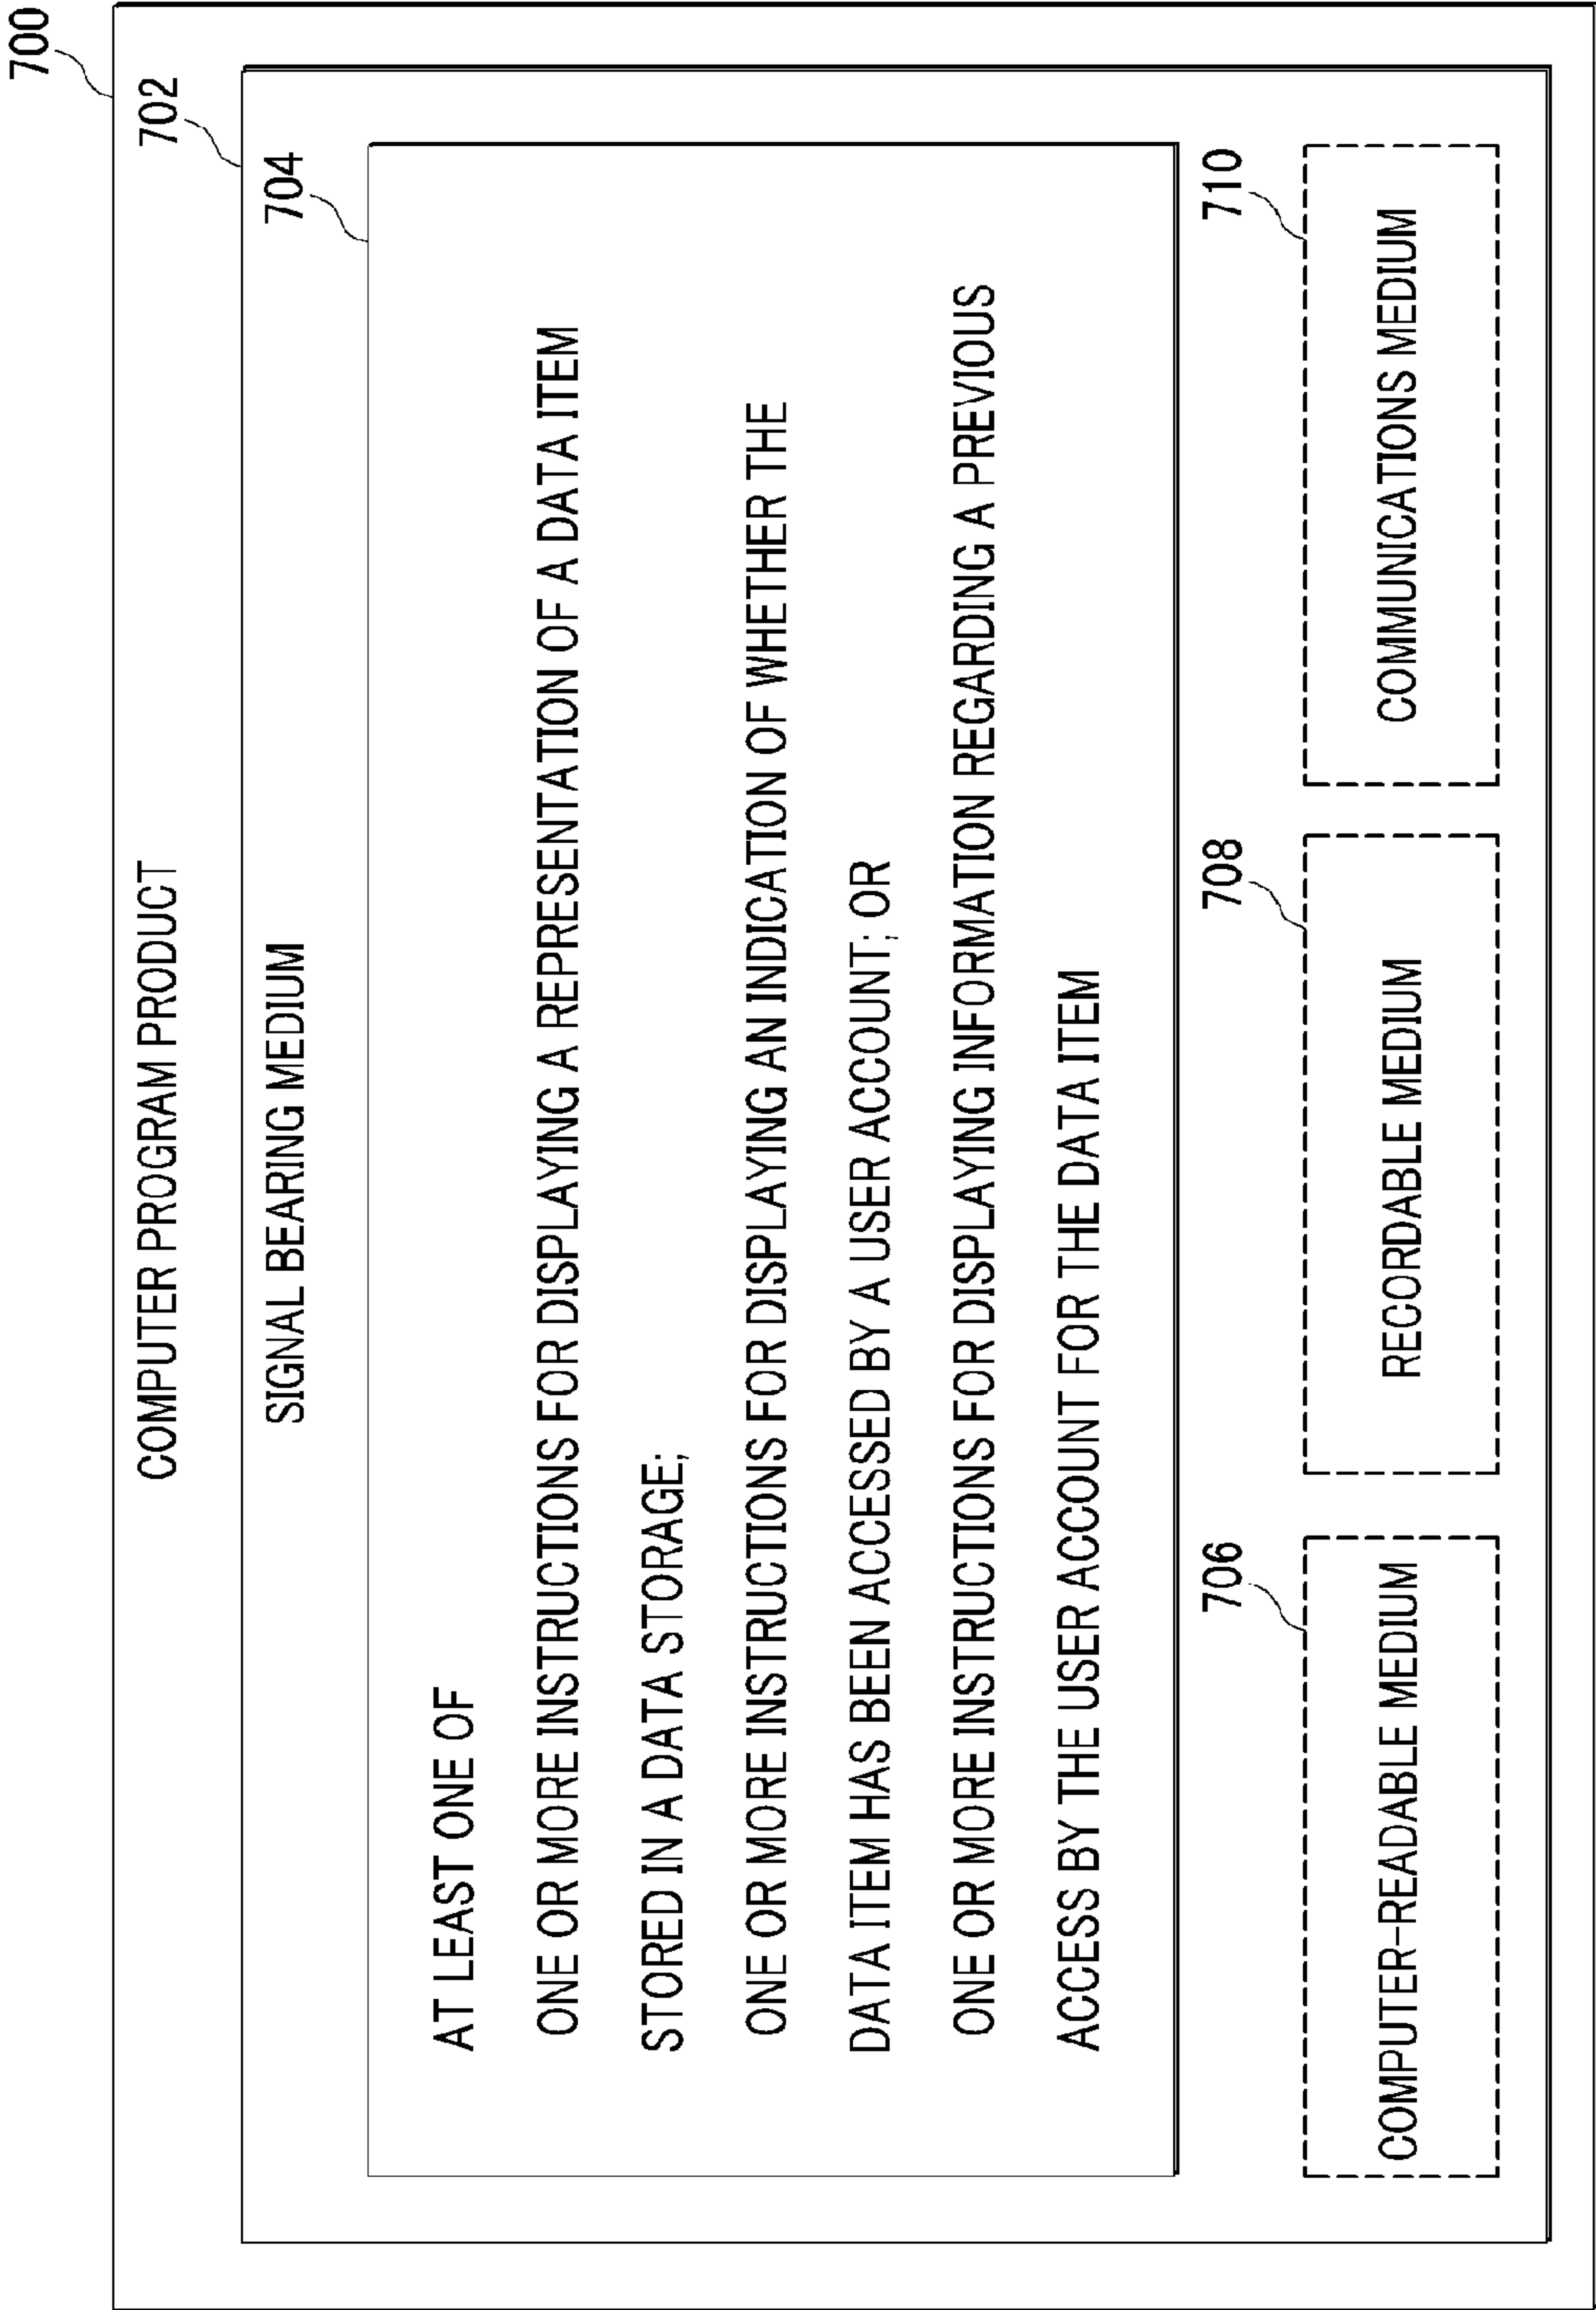 700
COMPUTER PROGRAM PRODUCT
702
SIGNAL BEARING MEDIUM
704
AT LEAST ONE OF
ONE OR MORE INSTRUCTIONS FOR DISPLAYING A REPRESENTATION OF A DATA ITEM
STORED IN A DATA STORAGE;
ONE OR MORE INSTRUCTIONS FOR DISPLAYING AN INDICATION OF WHETHER THE
DATA ITEM HAS BEEN ACCESSED BY A USER ACCOUNT; OR
ONE OR MORE INSTRUCTIONS FOR DISPLAYING INFORMATION REGARDING A PREVIOUS
ACCESS BY THE USER ACCOUNT FOR THE DATA ITEM
706
COMPUTER-READABLE MEDIUM
708
RECORDABLE MEDIUM
710
COMMUNICATIONS MEDIUM